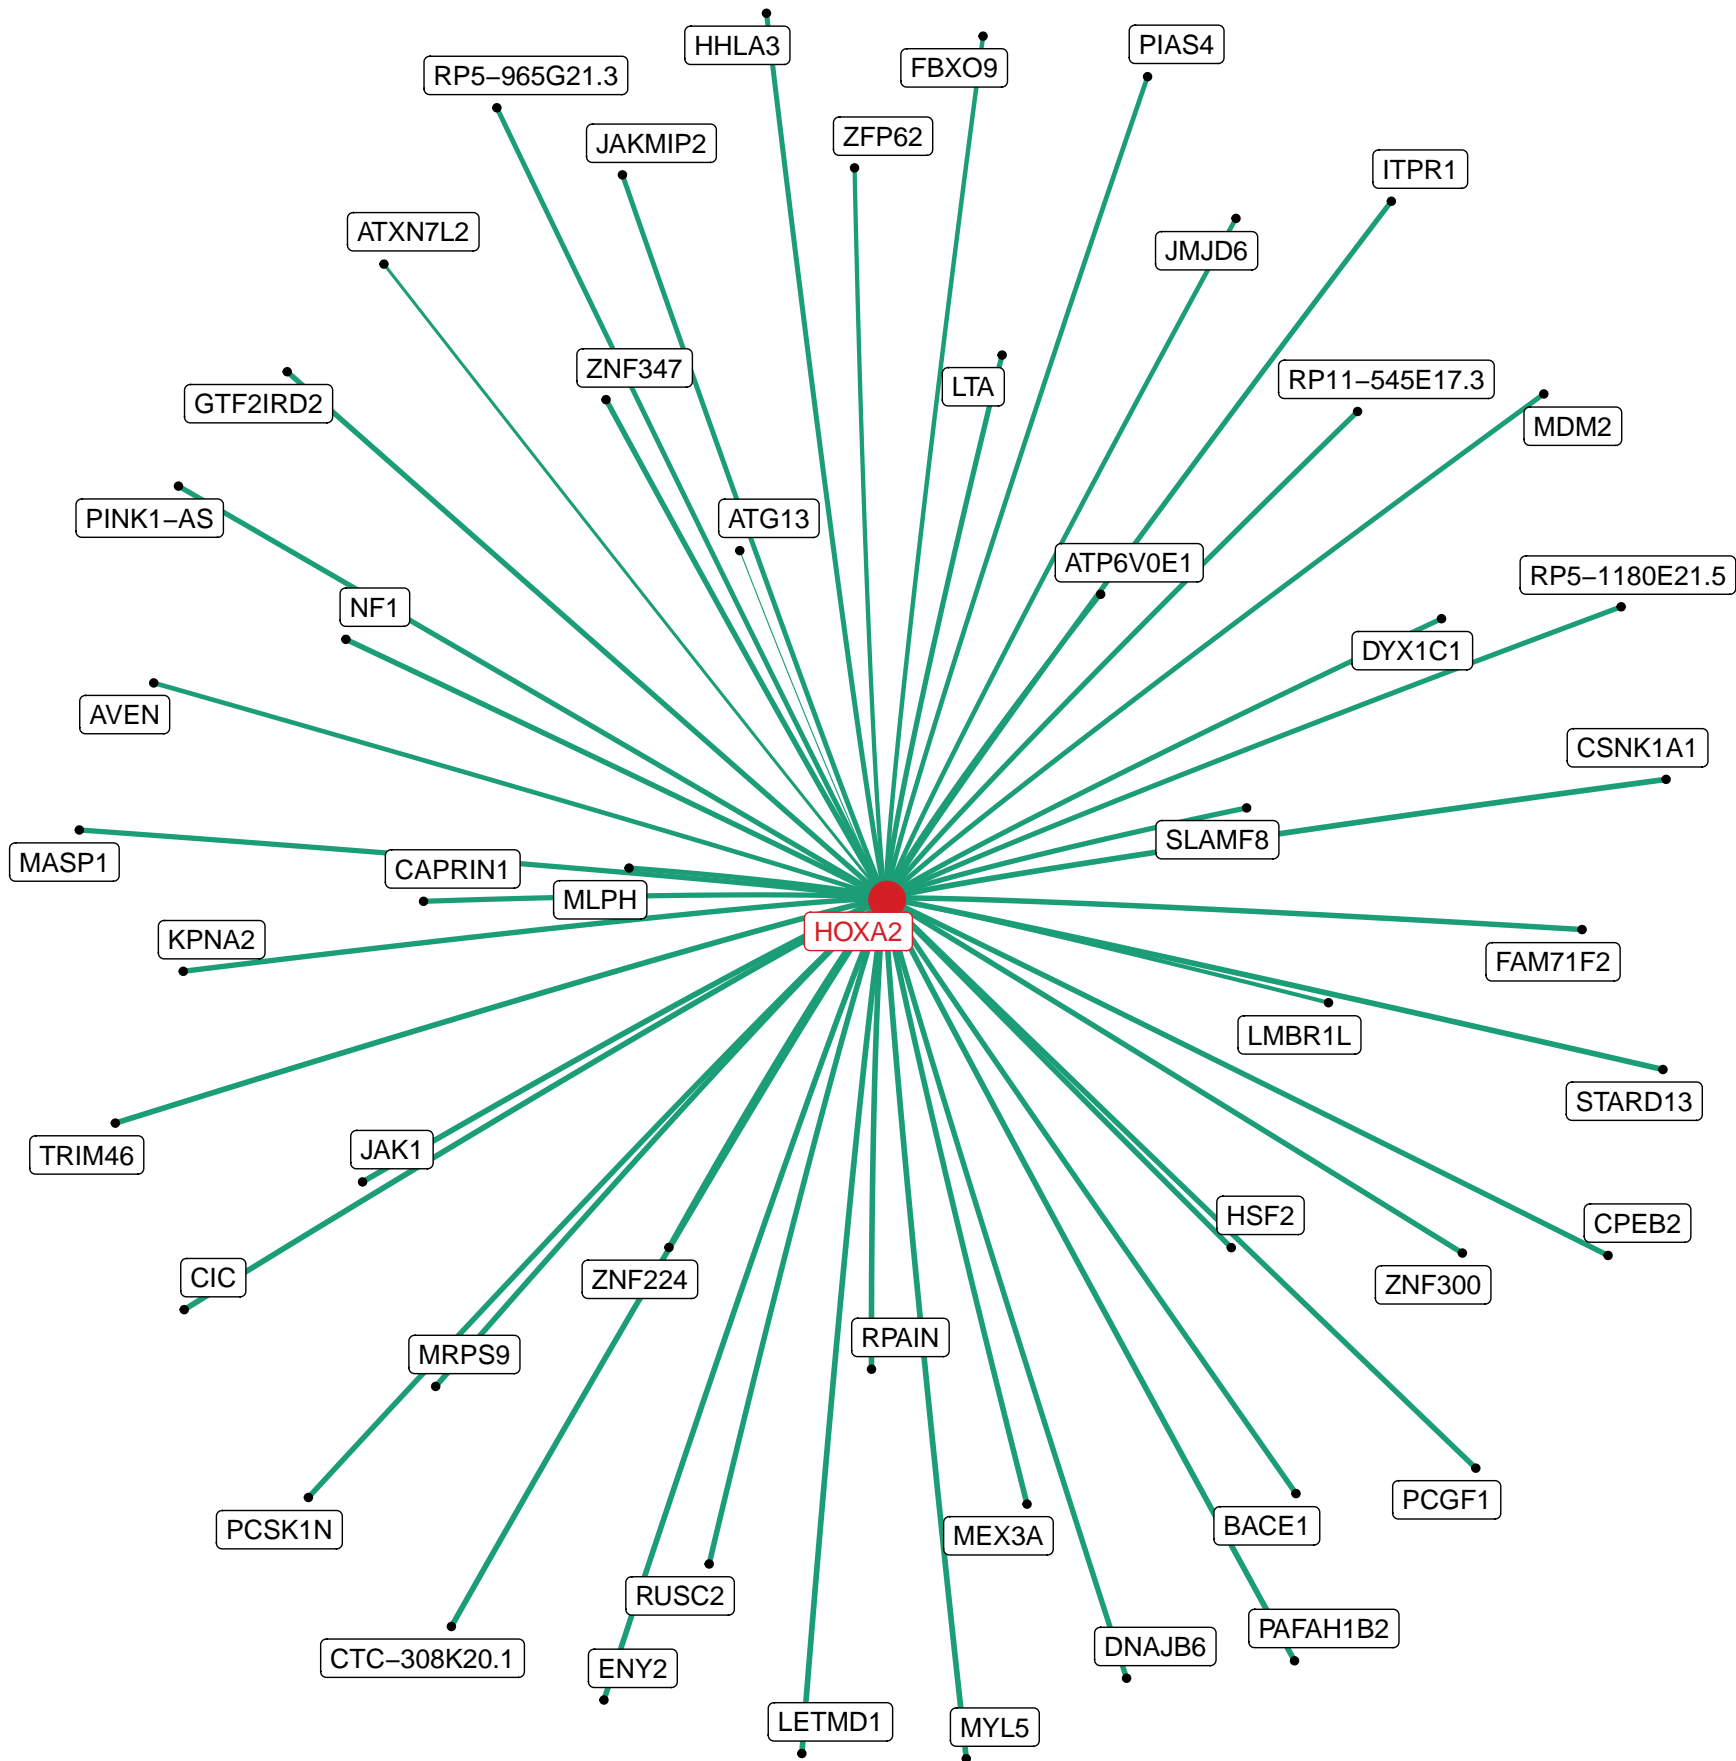 HHLA3
PIAS4
FBXO9
RP5−965G21.3
ZFP62
JAKMIP2
ITPR1
ATXN7L2
JMJD6
ZNF347
RP11−545E17.3
LTA
GTF2IRD2
MDM2
PINK1−AS
ATG13
ATP6V0E1
RP5−1180E21.5
NF1
DYX1C1
AVEN
CSNK1A1
SLAMF8
MASP1
CAPRIN1
MLPH
HOXA2
KPNA2
FAM71F2
LMBR1L
STARD13
JAK1
TRIM46
HSF2
CPEB2
CIC
ZNF224
ZNF300
RPAIN
MRPS9
PCGF1
BACE1
PCSK1N
MEX3A
RUSC2
PAFAH1B2
DNAJB6
CTC−308K20.1
ENY2
LETMD1
MYL5